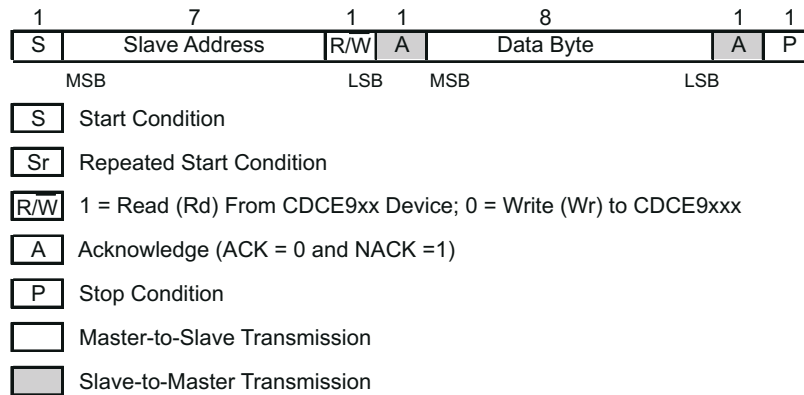 1 7 1 1 8 1 1
S Slave Address R/W̅ A Data Byte A P
MSB LSB MSB LSB
S Start Condition
Sr Repeated Start Condition
R/W̅ 1 = Read (Rd) From CDCE9xx Device; 0 = Write (Wr) to CDCE9xxx
A Acknowledge (ACK = 0 and NACK =1)
P Stop Condition
Master-to-Slave Transmission
Slave-to-Master Transmission